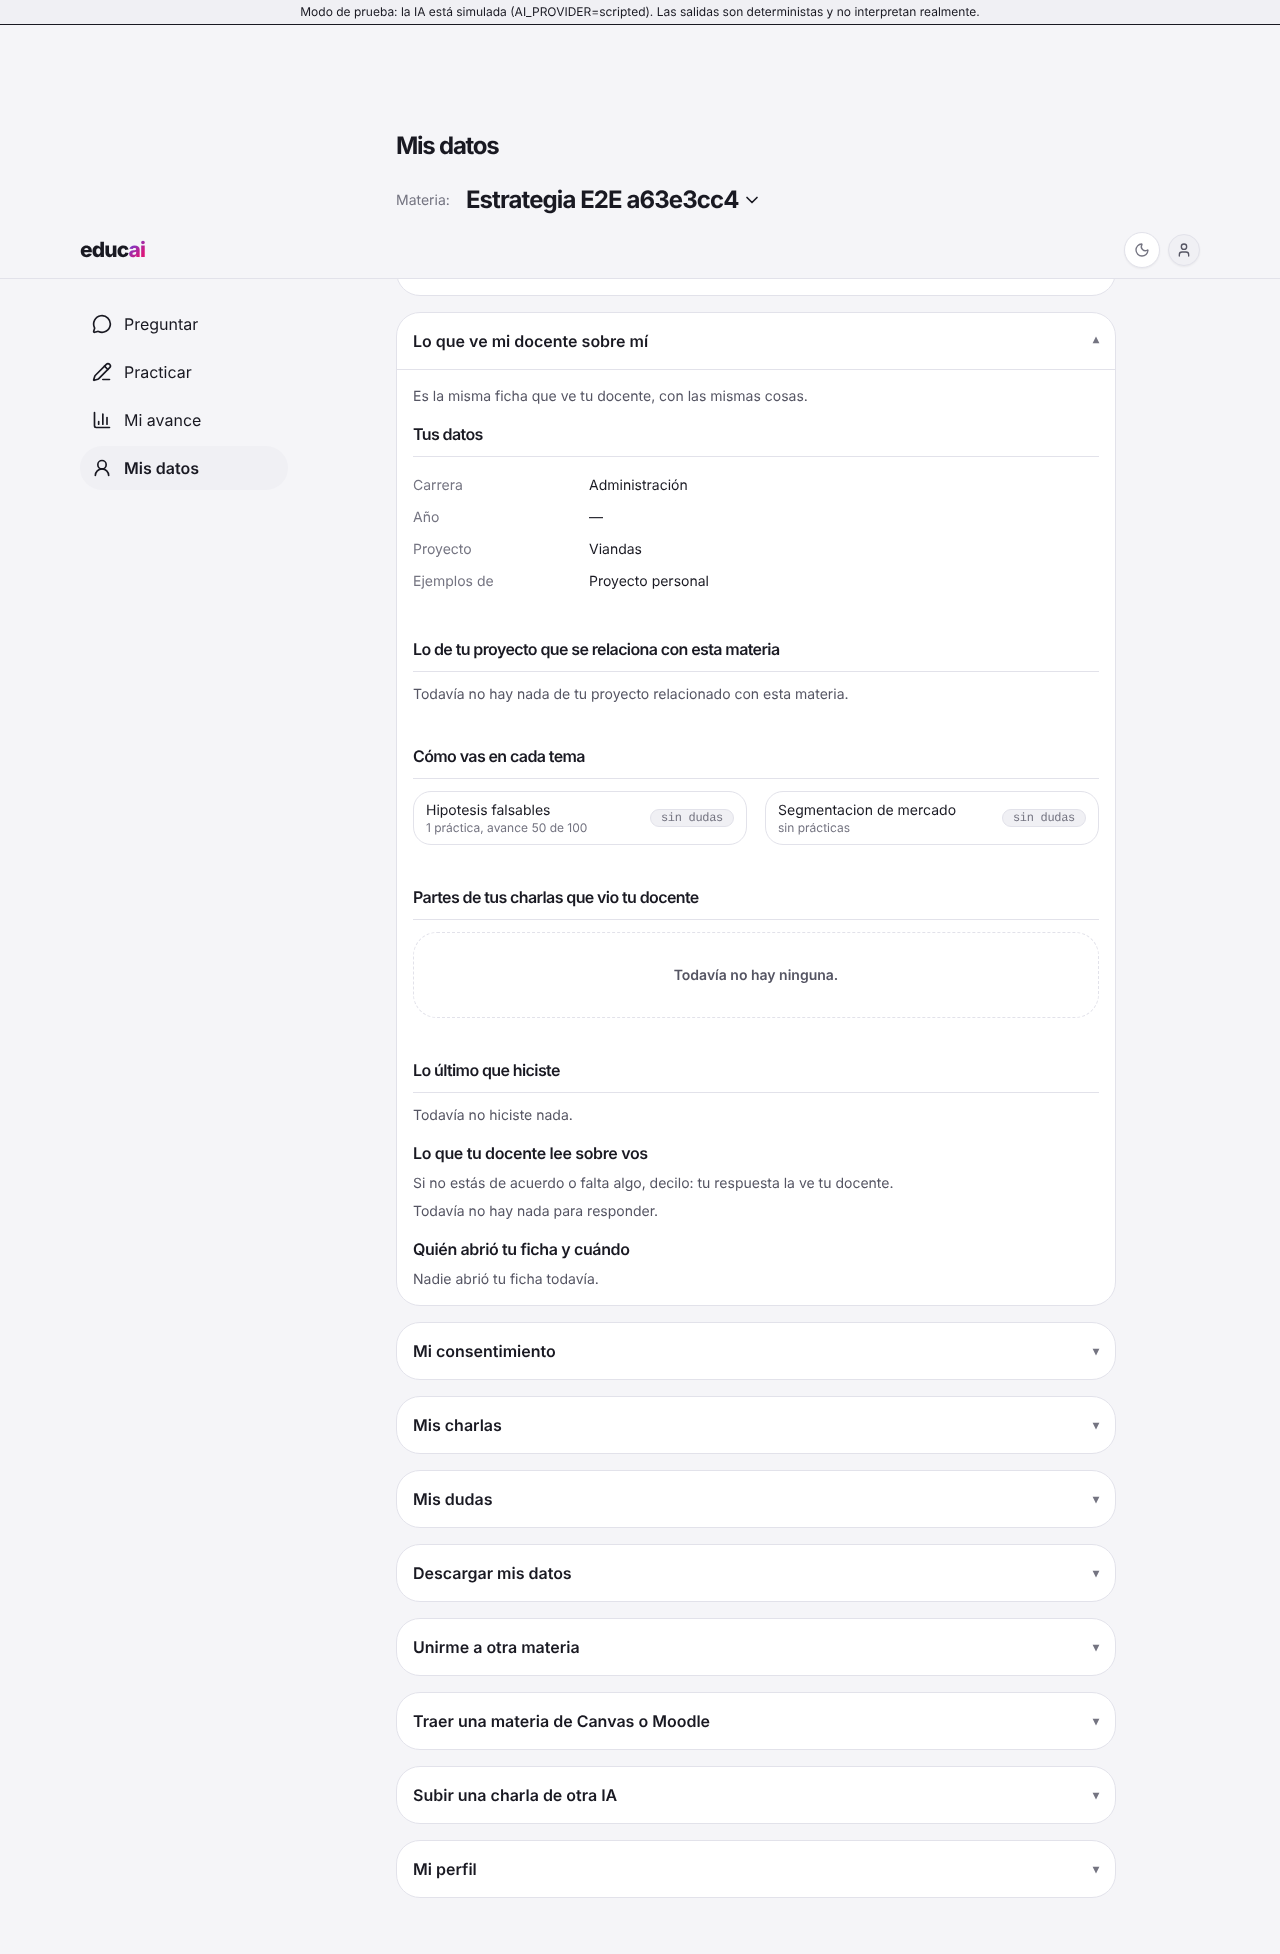 Modo de prueba: la IA está simulada (AI_PROVIDER=scripted). Las salidas son deterministas y no interpretan realmente.
Mis datos
Materia: Estrategia E2E a63e3cc4
educai
Preguntar
Practicar
Mi avance
Mis datos
Lo que ve mi docente sobre mí
Es la misma ficha que ve tu docente, con las mismas cosas.
Tus datos
Carrera Administración
Año —
Proyecto Viandas
Ejemplos de Proyecto personal
Lo de tu proyecto que se relaciona con esta materia
Todavía no hay nada de tu proyecto relacionado con esta materia.
Cómo vas en cada tema
Hipotesis falsables
1 práctica, avance 50 de 100
sin dudas
Segmentacion de mercado
sin prácticas
sin dudas
Partes de tus charlas que vio tu docente
Todavía no hay ninguna.
Lo último que hiciste
Todavía no hiciste nada.
Lo que tu docente lee sobre vos
Si no estás de acuerdo o falta algo, decilo: tu respuesta la ve tu docente.
Todavía no hay nada para responder.
Quién abrió tu ficha y cuándo
Nadie abrió tu ficha todavía.
Mi consentimiento
Mis charlas
Mis dudas
Descargar mis datos
Unirme a otra materia
Traer una materia de Canvas o Moodle
Subir una charla de otra IA
Mi perfil